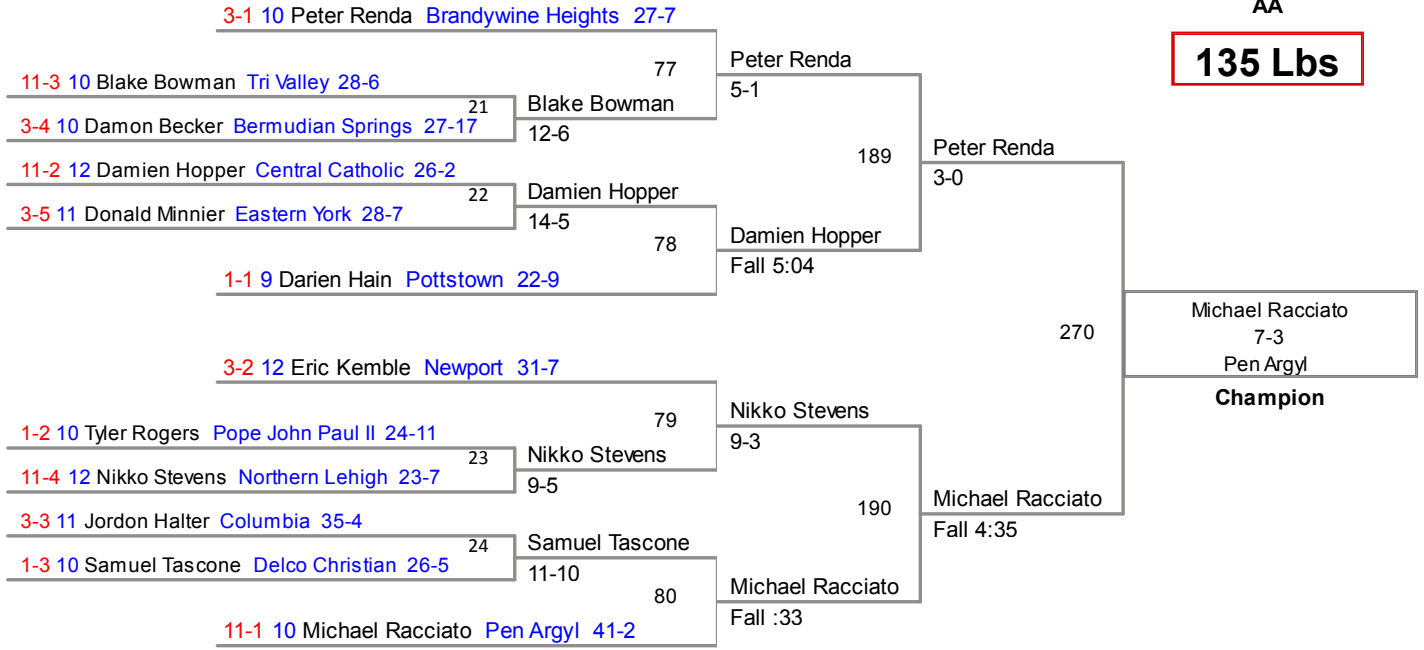 AA
135 Lbs
3-1 10 Peter Renda Brandywine Heights 27-7
77
Peter Renda
5-1
11-3 10 Blake Bowman Tri Valley 28-6
21
Blake Bowman
12-6
3-4 10 Damon Becker Bermudian Springs 27-17
189
Peter Renda
3-0
11-2 12 Damien Hopper Central Catholic 26-2
22
Damien Hopper
14-5
3-5 11 Donald Minnier Eastern York 28-7
78
Damien Hopper
Fall 5:04
1-1 9 Darien Hain Pottstown 22-9
270
Michael Racciato
7-3
Pen Argyl
Champion
3-2 12 Eric Kemble Newport 31-7
79
Nikko Stevens
9-3
1-2 10 Tyler Rogers Pope John Paul II 24-11
23
Nikko Stevens
9-5
11-4 12 Nikko Stevens Northern Lehigh 23-7
190
Michael Racciato
Fall 4:35
3-3 11 Jordon Halter Columbia 35-4
24
Samuel Tascone
11-10
1-3 10 Samuel Tascone Delco Christian 26-5
80
Michael Racciato
Fall :33
11-1 10 Michael Racciato Pen Argyl 41-2